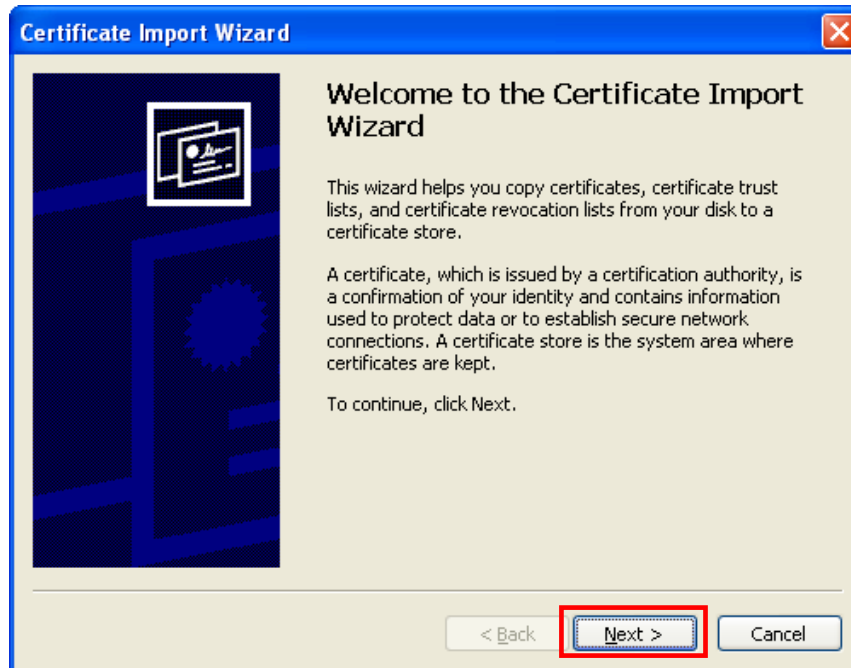 Certificate Import Wizard
Welcome to the Certificate Import
Wizard
This wizard helps you copy certificates, certificate trust
lists, and certificate revocation lists from your disk to a
certificate store.
A certificate, which is issued by a certification authority, is
a confirmation of your identity and contains information
used to protect data or to establish secure network
connections. A certificate store is the system area where
certificates are kept.
To continue, click Next.
< Back Next > Cancel